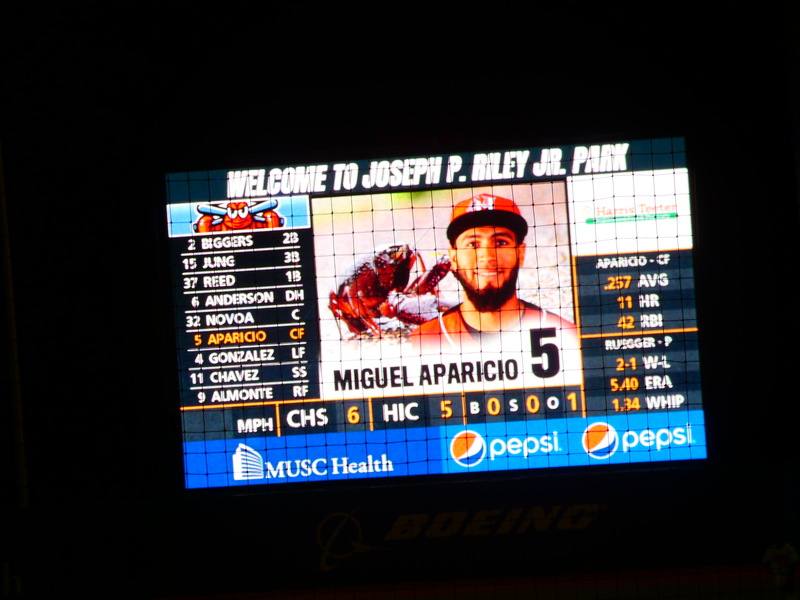 WELCOME TO JOSEPH P. RILEY JR. PARK
2 BIGGERS 2B
15 JUNG 3B
37 REED 1B
6 ANDERSON DH
32 NOVOA C
5 APARICIO CF
4 GONZALEZ LF
11 CHAVEZ SS
9 ALMONTE RF
MIGUEL APARICIO 5
Harris Teeter
APARICIO - CF
.257 AVG
11 HR
42 RBI
RUEGGER - P
2-1 W-L
5.40 ERA
1.34 WHIP
MPH CHS 6 HIC 5 B 0 S 0 O 1
MUSC Health
pepsi
pepsi
BOEING